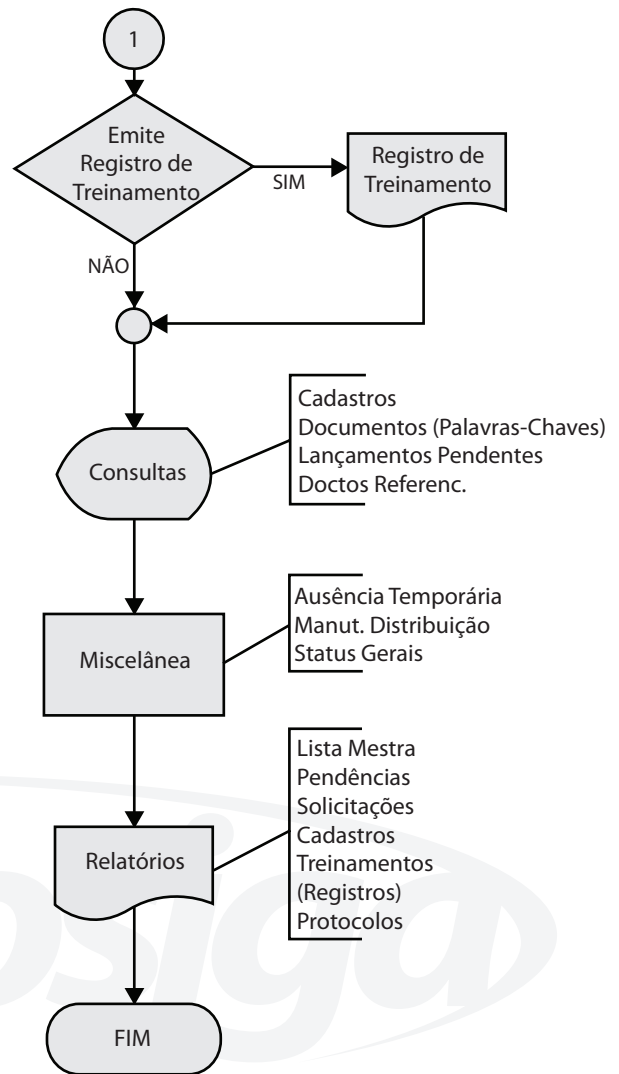 1
Emite
Registro de
Treinamento
SIM
Registro de
Treinamento
NÃO
Consultas
Cadastros
Documentos (Palavras-Chaves)
Lançamentos Pendentes
Doctos Referenc.
Miscelânea
Ausência Temporária
Manut. Distribuição
Status Gerais
Relatórios
Lista Mestra
Pendências
Solicitações
Cadastros
Treinamentos
(Registros)
Protocolos
FIM
osiga